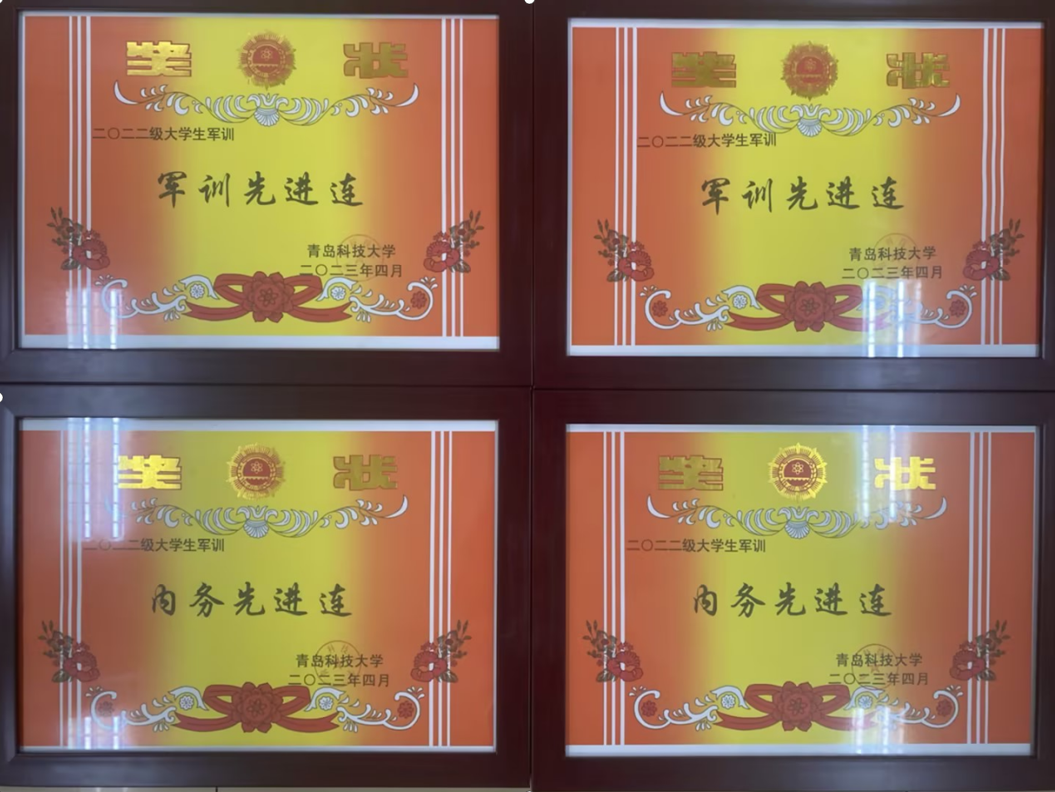 奖 状
二〇二二级大学生军训
军训先进连
青岛科技大学
二〇二三年四月
奖 状
二〇二二级大学生军训
军训先进连
青岛科技大学
二〇二三年四月
奖 状
二〇二二级大学生军训
内务先进连
青岛科技大学
二〇二三年四月
奖 状
二〇二二级大学生军训
内务先进连
青岛科技大学
二〇二三年四月